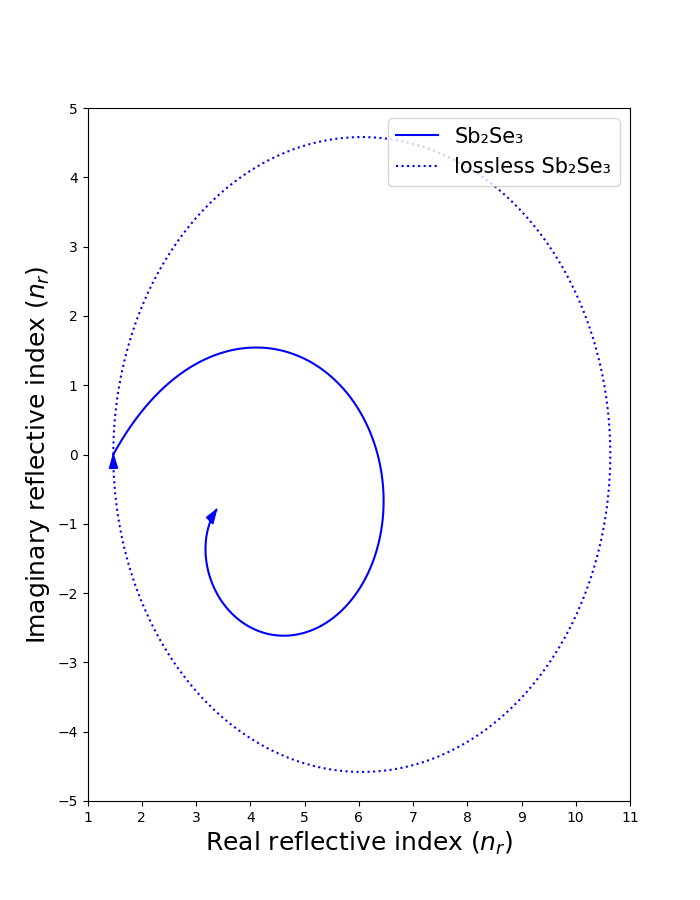 Sb₂Se₃
lossless Sb₂Se₃
5
4
3
2
1
0
−1
−2
−3
−4
−5
Imaginary reflective index (nᵣ)
1 2 3 4 5 6 7 8 9 10 11
Real reflective index (nᵣ)